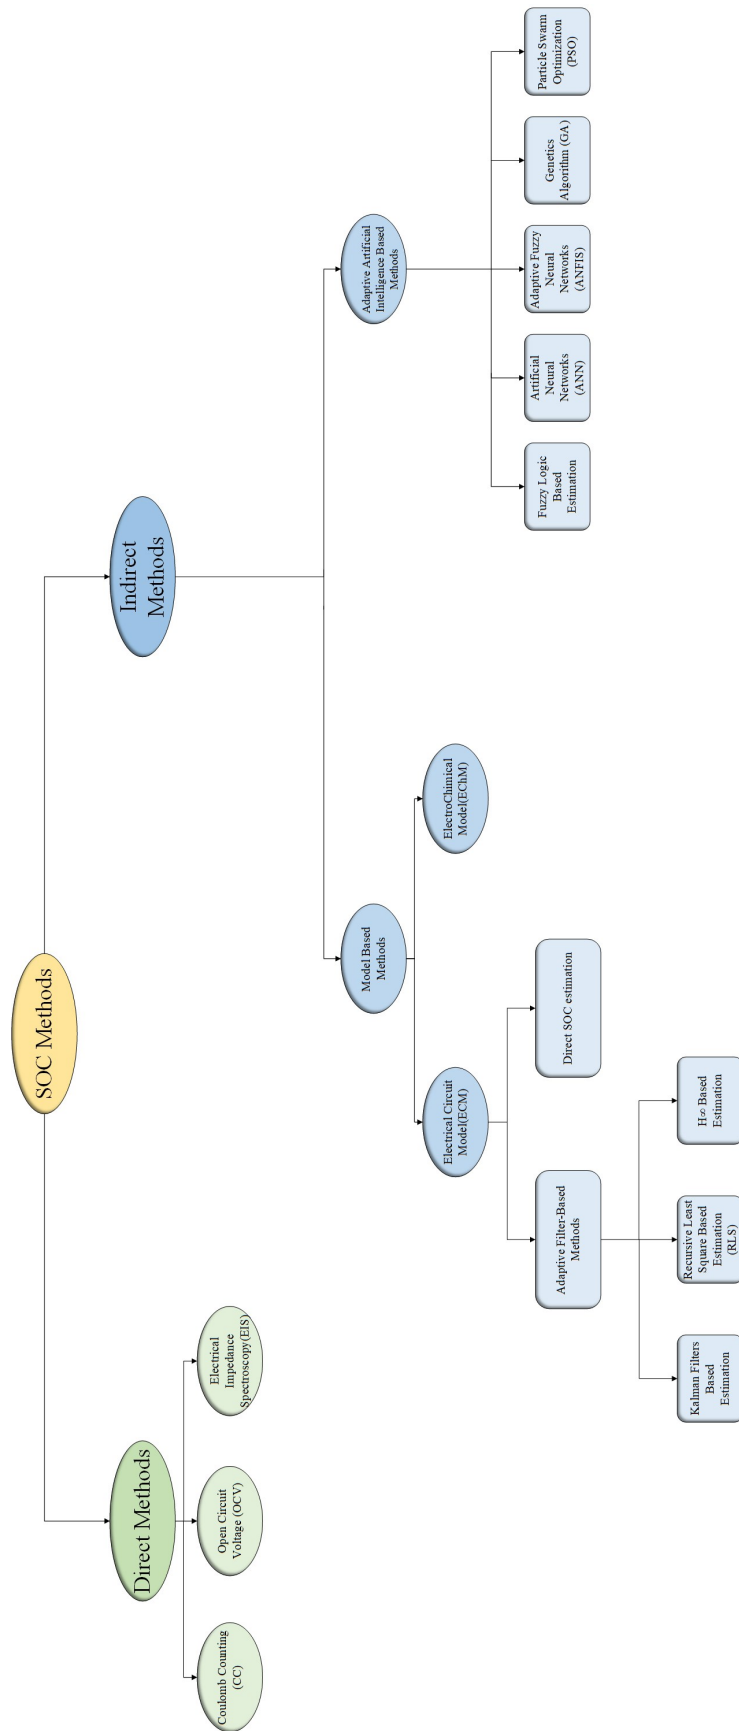 SOC Methods
Direct Methods
Indirect
Methods
Coulomb Counting
(CC)
Open Circuit
Voltage (OCV)
Electrical
Impedance
Spectroscopy(EIS)
Model Based
Methods
Adaptive Artificial
Intelligence Based
Methods
Electrical Circuit
Model(ECM)
ElectroChimical
Model(EChM)
Adaptive Filter-Based
Methods
Direct SOC estimation
Fuzzy Logic
Based
Estimation
Artificial
Neural
Networks
(ANN)
Adaptive Fuzzy
Neural
Networks
(ANFIS)
Genetics
Algorithm (GA)
Particle Swarm
Optimization
(PSO)
Kalman Filters
Based
Estimation
Recursive Least
Square Based
Estimation
(RLS)
H∞ Based
Estimation